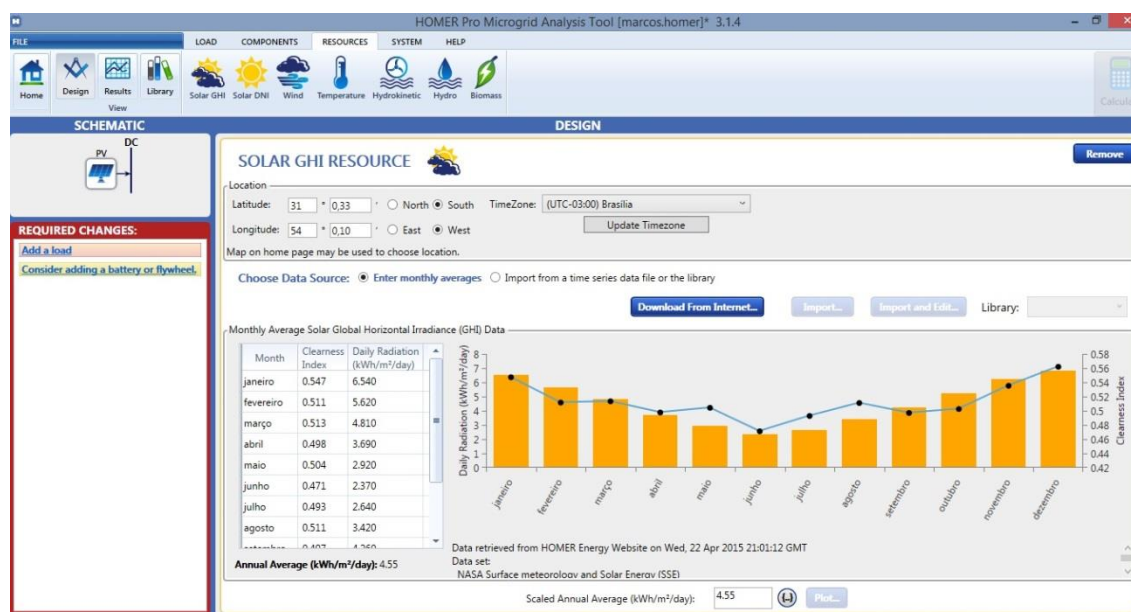 HOMER Pro Microgrid Analysis Tool [marcos.homer]* 3.1.4
FILE LOAD COMPONENTS RESOURCES SYSTEM HELP
Home Design Results Library Solar GHI Solar DNI Wind Temperature Hydrokinetic Hydro Biomass
View
Calcula
SCHEMATIC DESIGN
DC
PV
REQUIRED CHANGES:
Add a load
Consider adding a battery or flywheel.
SOLAR GHI RESOURCE
Remove
Location
Latitude: 31 ° 0,33 ' North South TimeZone: (UTC-03:00) Brasilia
Longitude: 54 ° 0,10 ' East West Update Timezone
Map on home page may be used to choose location.
Choose Data Source: Enter monthly averages Import from a time series data file or the library
Download From Internet... Import... Import and Edit... Library:
Monthly Average Solar Global Horizontal Irradiance (GHI) Data
Month Clearness Index Daily Radiation (kWh/m²/day)
janeiro 0.547 6.540
fevereiro 0.511 5.620
março 0.513 4.810
abril 0.498 3.690
maio 0.504 2.920
junho 0.471 2.370
julho 0.493 2.640
agosto 0.511 3.420
Annual Average (kWh/m²/day): 4.55
Daily Radiation (kWh/m²/day)
8
7
6
5
4
3
2
1
0
0.58
0.56
0.54
0.52
0.5
0.48
0.46
0.44
0.42
Clearness Index
janeiro fevereiro março abril maio junho julho agosto setembro outubro novembro dezembro
Data retrieved from HOMER Energy Website on Wed, 22 Apr 2015 21:01:12 GMT
Data set:
NASA Surface meteorology and Solar Energy (SSE)
Scaled Annual Average (kWh/m²/day): 4.55 Plot...